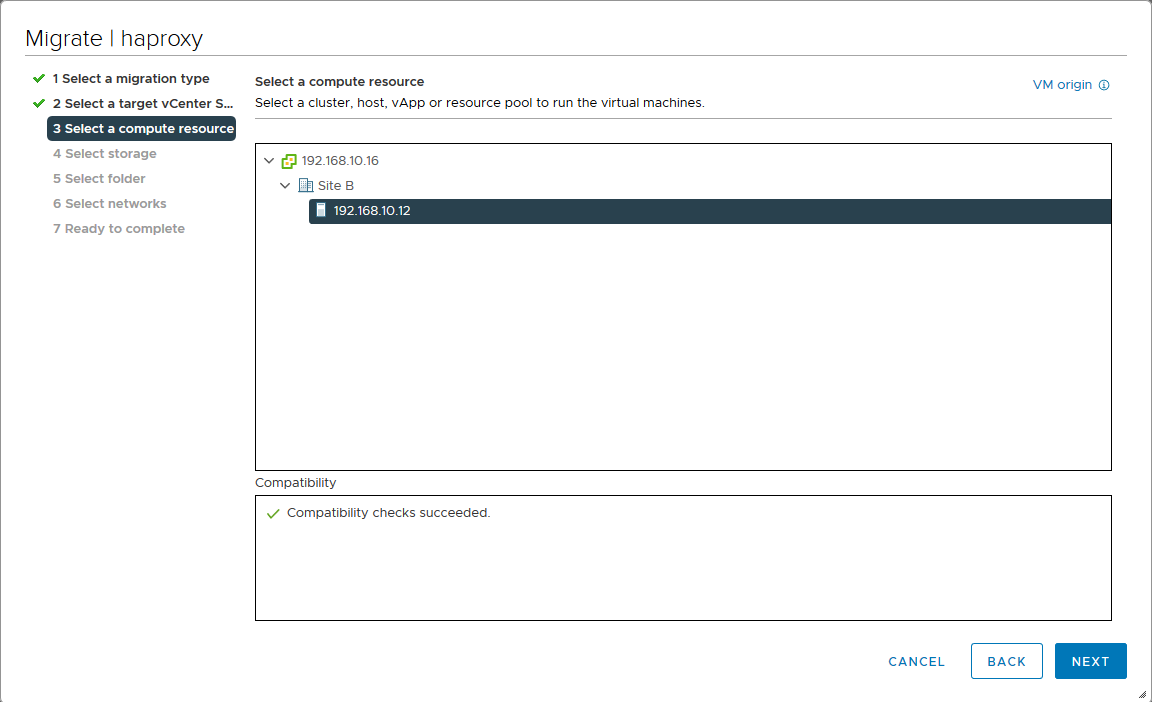 Migrate | haproxy
1 Select a migration type
2 Select a target vCenter S...
3 Select a compute resource
4 Select storage
5 Select folder
6 Select networks
7 Ready to complete
Select a compute resource
Select a cluster, host, vApp or resource pool to run the virtual machines.
VM origin
192.168.10.16
Site B
192.168.10.12
Compatibility
Compatibility checks succeeded.
CANCEL
BACK
NEXT